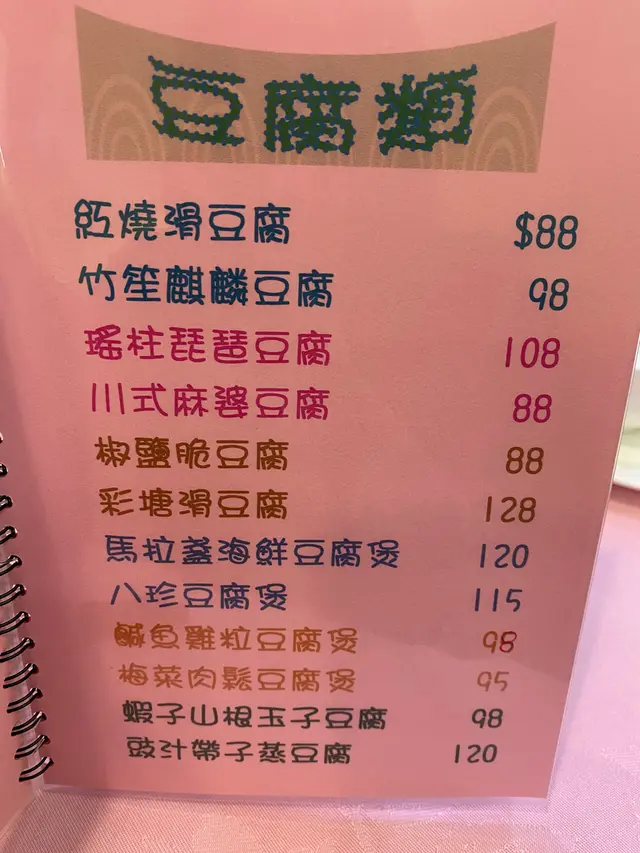 豆腐類
紅燒滑豆腐 $88
竹笙麒麟豆腐 98
瑤柱琵琶豆腐 108
川式麻婆豆腐 88
椒鹽脆豆腐 88
彩塘滑豆腐 128
馬拉盞海鮮豆腐煲 120
八珍豆腐煲 115
鹹魚雞粒豆腐煲 98
梅菜肉鬆豆腐煲 95
蝦子山根玉子豆腐 98
豉汁帶子蒸豆腐 120